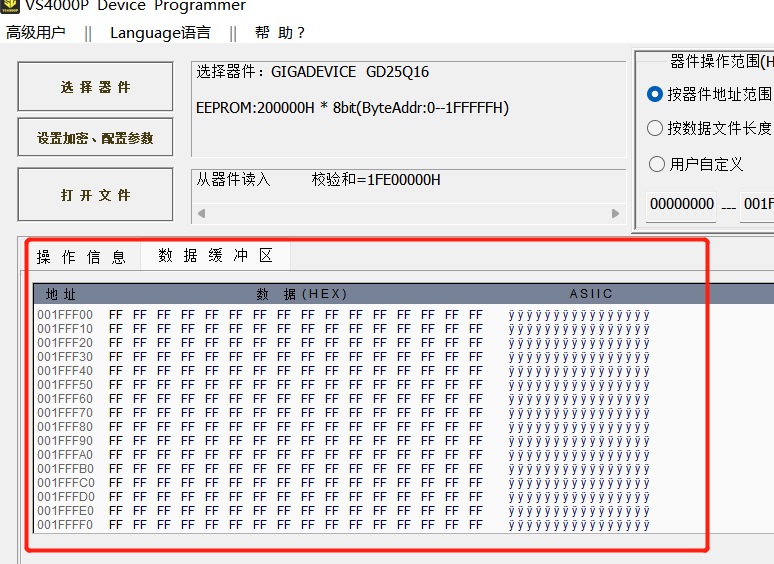 VS4000P Device Programmer
高级用户 || Language语言 || 帮 助 ?
选 择 器 件
设置加密、配置参数
打 开 文 件
选择器件：GIGADEVICE GD25Q16
EEPROM:200000H * 8bit(ByteAddr:0--1FFFFFH)
从器件读入 校验和=1FE00000H
器件操作范围(H
按器件地址范围
按数据文件长度
用户自定义
00000000 --- 001F
操 作 信 息 数 据 缓 冲 区
地 址 数 据 (HEX) ASIIC
001FFF00 FF FF FF FF FF FF FF FF FF FF FF FF FF FF FF FF ÿÿÿÿÿÿÿÿÿÿÿÿÿÿÿÿ
001FFF10 FF FF FF FF FF FF FF FF FF FF FF FF FF FF FF FF ÿÿÿÿÿÿÿÿÿÿÿÿÿÿÿÿ
001FFF20 FF FF FF FF FF FF FF FF FF FF FF FF FF FF FF FF ÿÿÿÿÿÿÿÿÿÿÿÿÿÿÿÿ
001FFF30 FF FF FF FF FF FF FF FF FF FF FF FF FF FF FF FF ÿÿÿÿÿÿÿÿÿÿÿÿÿÿÿÿ
001FFF40 FF FF FF FF FF FF FF FF FF FF FF FF FF FF FF FF ÿÿÿÿÿÿÿÿÿÿÿÿÿÿÿÿ
001FFF50 FF FF FF FF FF FF FF FF FF FF FF FF FF FF FF FF ÿÿÿÿÿÿÿÿÿÿÿÿÿÿÿÿ
001FFF60 FF FF FF FF FF FF FF FF FF FF FF FF FF FF FF FF ÿÿÿÿÿÿÿÿÿÿÿÿÿÿÿÿ
001FFF70 FF FF FF FF FF FF FF FF FF FF FF FF FF FF FF FF ÿÿÿÿÿÿÿÿÿÿÿÿÿÿÿÿ
001FFF80 FF FF FF FF FF FF FF FF FF FF FF FF FF FF FF FF ÿÿÿÿÿÿÿÿÿÿÿÿÿÿÿÿ
001FFF90 FF FF FF FF FF FF FF FF FF FF FF FF FF FF FF FF ÿÿÿÿÿÿÿÿÿÿÿÿÿÿÿÿ
001FFFA0 FF FF FF FF FF FF FF FF FF FF FF FF FF FF FF FF ÿÿÿÿÿÿÿÿÿÿÿÿÿÿÿÿ
001FFFB0 FF FF FF FF FF FF FF FF FF FF FF FF FF FF FF FF ÿÿÿÿÿÿÿÿÿÿÿÿÿÿÿÿ
001FFFC0 FF FF FF FF FF FF FF FF FF FF FF FF FF FF FF FF ÿÿÿÿÿÿÿÿÿÿÿÿÿÿÿÿ
001FFFD0 FF FF FF FF FF FF FF FF FF FF FF FF FF FF FF FF ÿÿÿÿÿÿÿÿÿÿÿÿÿÿÿÿ
001FFFE0 FF FF FF FF FF FF FF FF FF FF FF FF FF FF FF FF ÿÿÿÿÿÿÿÿÿÿÿÿÿÿÿÿ
001FFFF0 FF FF FF FF FF FF FF FF FF FF FF FF FF FF FF FF ÿÿÿÿÿÿÿÿÿÿÿÿÿÿÿÿ